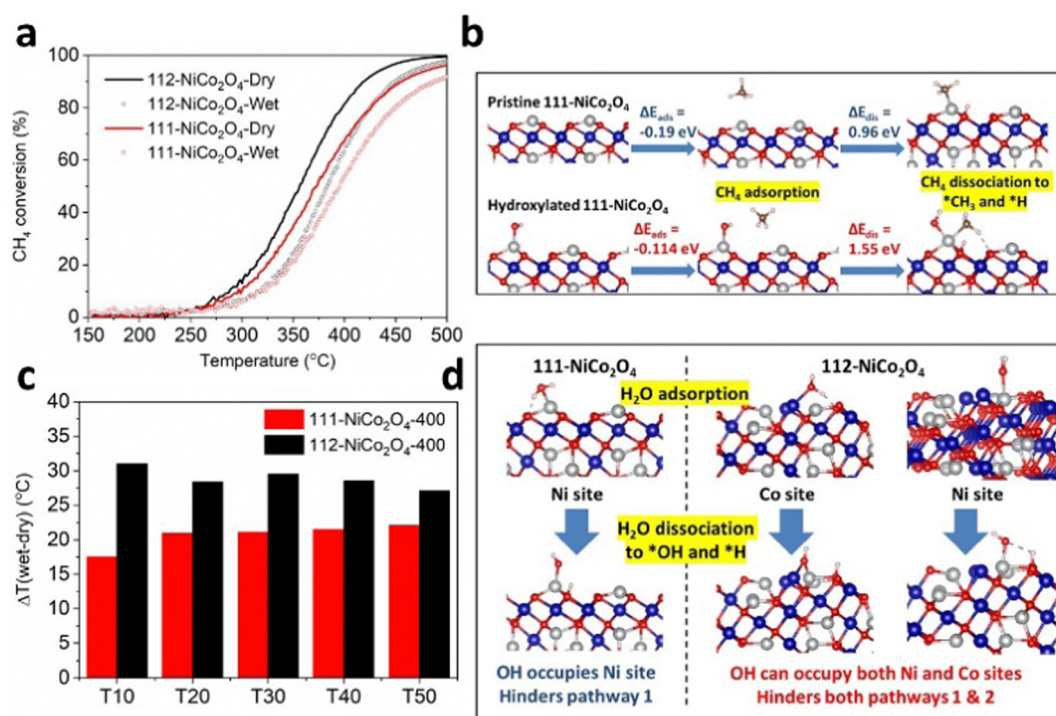 a
100
80
60
40
20
0
CH₄ conversion (%)
112-NiCo₂O₄-Dry
112-NiCo₂O₄-Wet
111-NiCo₂O₄-Dry
111-NiCo₂O₄-Wet
150 200 250 300 350 400 450 500
Temperature (°C)
b
Pristine 111-NiCo₂O₄
ΔEads =
-0.19 eV
ΔEdis =
0.96 eV
CH₄ adsorption
CH₄ dissociation to
*CH₃ and *H
Hydroxylated 111-NiCo₂O₄
ΔEads =
-0.114 eV
ΔEdis =
1.55 eV
c
40
35
30
25
20
15
10
5
0
ΔT(wet-dry) (°C)
111-NiCo₂O₄-400
112-NiCo₂O₄-400
T10 T20 T30 T40 T50
d
111-NiCo₂O₄
112-NiCo₂O₄
H₂O adsorption
Ni site
Co site
Ni site
H₂O dissociation
to *OH and *H
OH occupies Ni site
Hinders pathway 1
OH can occupy both Ni and Co sites
Hinders both pathways 1 & 2